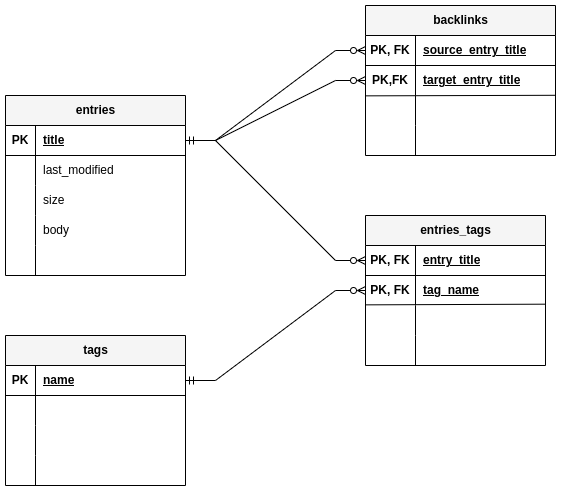 backlinks
PK, FK source_entry_title
PK,FK target_entry_title
entries
PK title
last_modified
size
body
entries_tags
PK, FK entry_title
PK, FK tag_name
tags
PK name